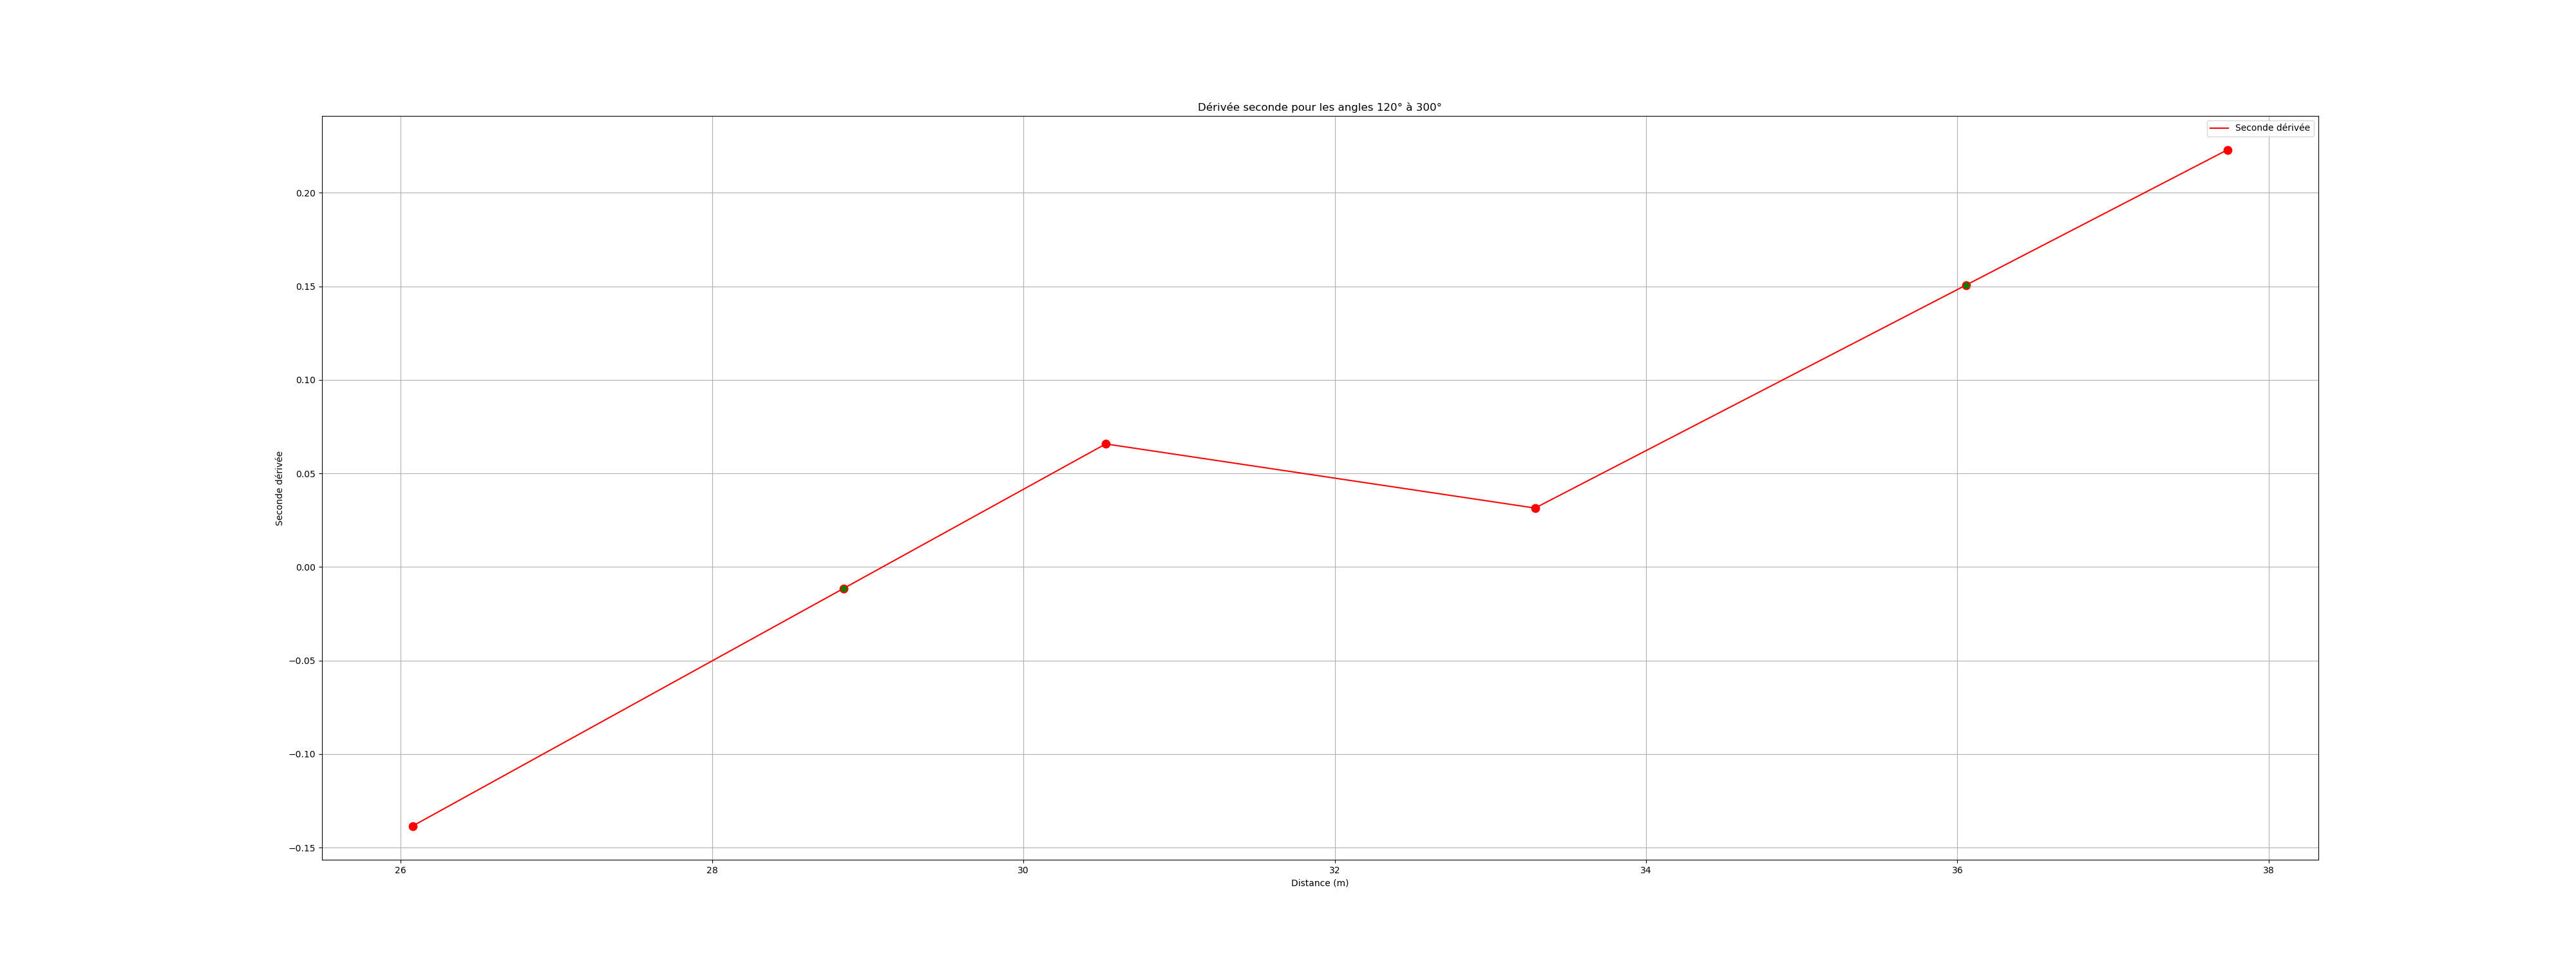 Dérivée seconde pour les angles 120° à 300°
Seconde dérivée
0.20
0.15
0.10
0.05
0.00
−0.05
−0.10
−0.15
Seconde dérivée
26 28 30 32 34 36 38
Distance (m)